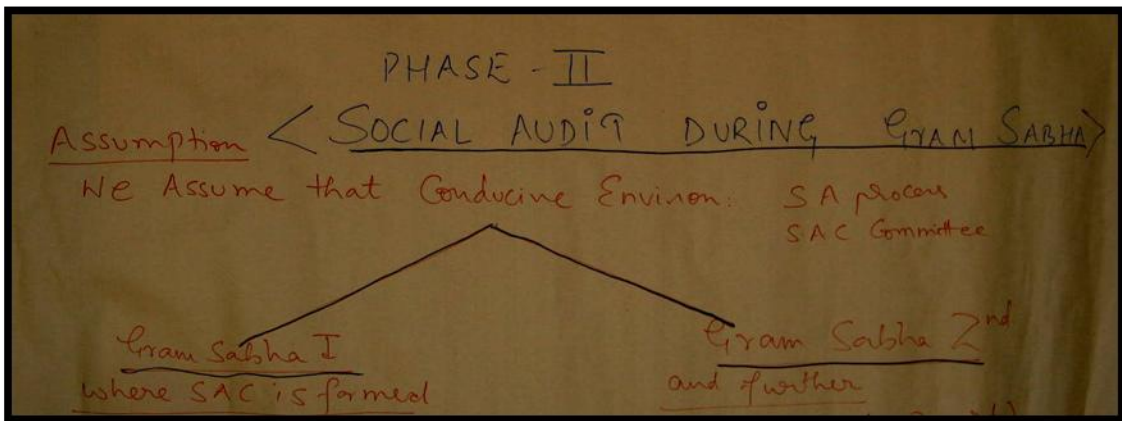 PHASE - II
< SOCIAL AUDIT DURING GRAM SABHA>
Assumption
We Assume that Conducive Environ: SA process
SAC Committee
Gram Sabha I
where SAC is formed
Gram Sabha 2nd
and further